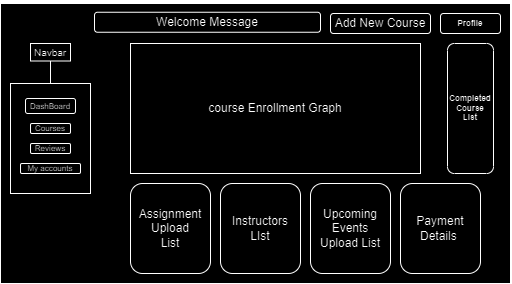 Welcome Message
Add New Course
Profile
Navbar
DashBoard
Courses
Reviews
My accounts
course Enrollment Graph
Completed
Course
List
Assignment
Upload
List
Instructors
LIst
Upcoming
Events
Upload List
Payment
Details